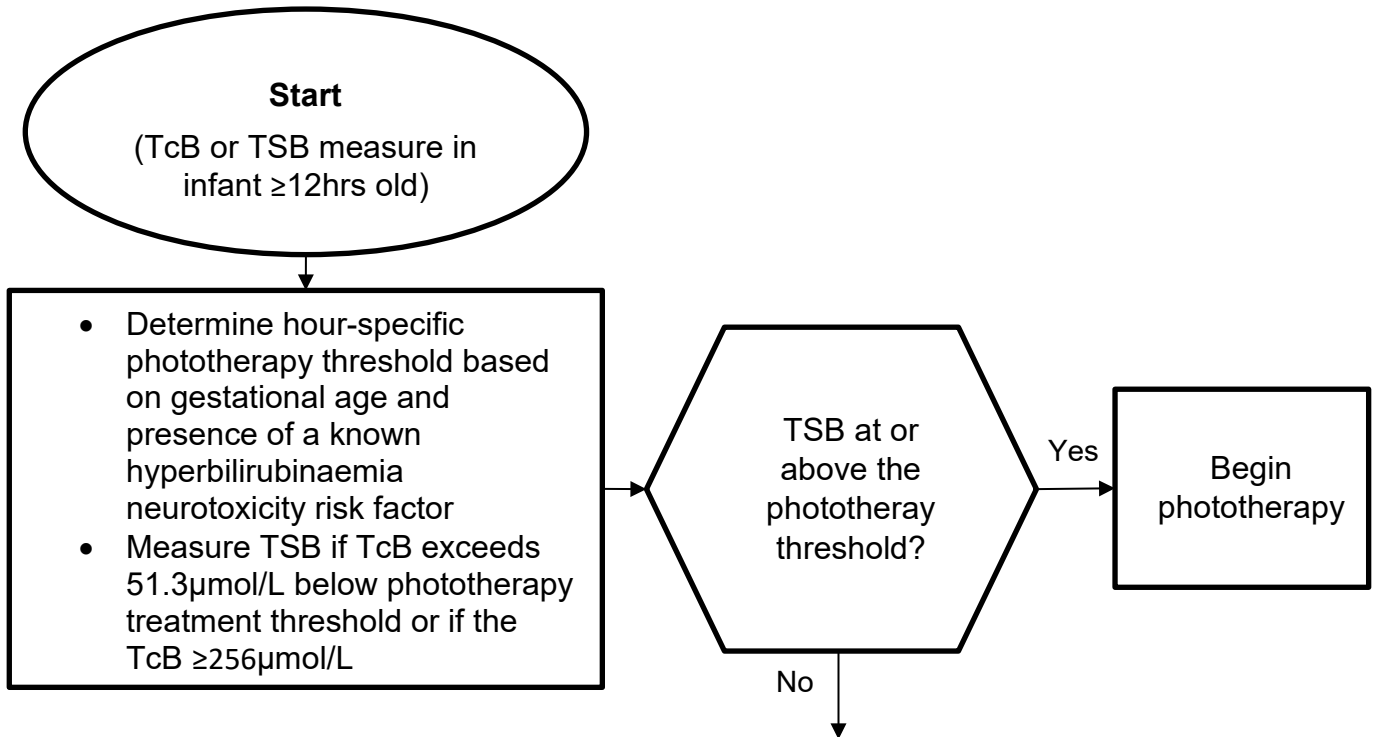 Start
(TcB or TSB measure in
infant ≥12hrs old)
• Determine hour-specific
phototherapy threshold based
on gestational age and
presence of a known
hyperbilirubinaemia
neurotoxicity risk factor
• Measure TSB if TcB exceeds
51.3µmol/L below phototherapy
treatment threshold or if the
TcB ≥256µmol/L
TSB at or
above the
phototheray
threshold?
Yes
Begin
phototherapy
No